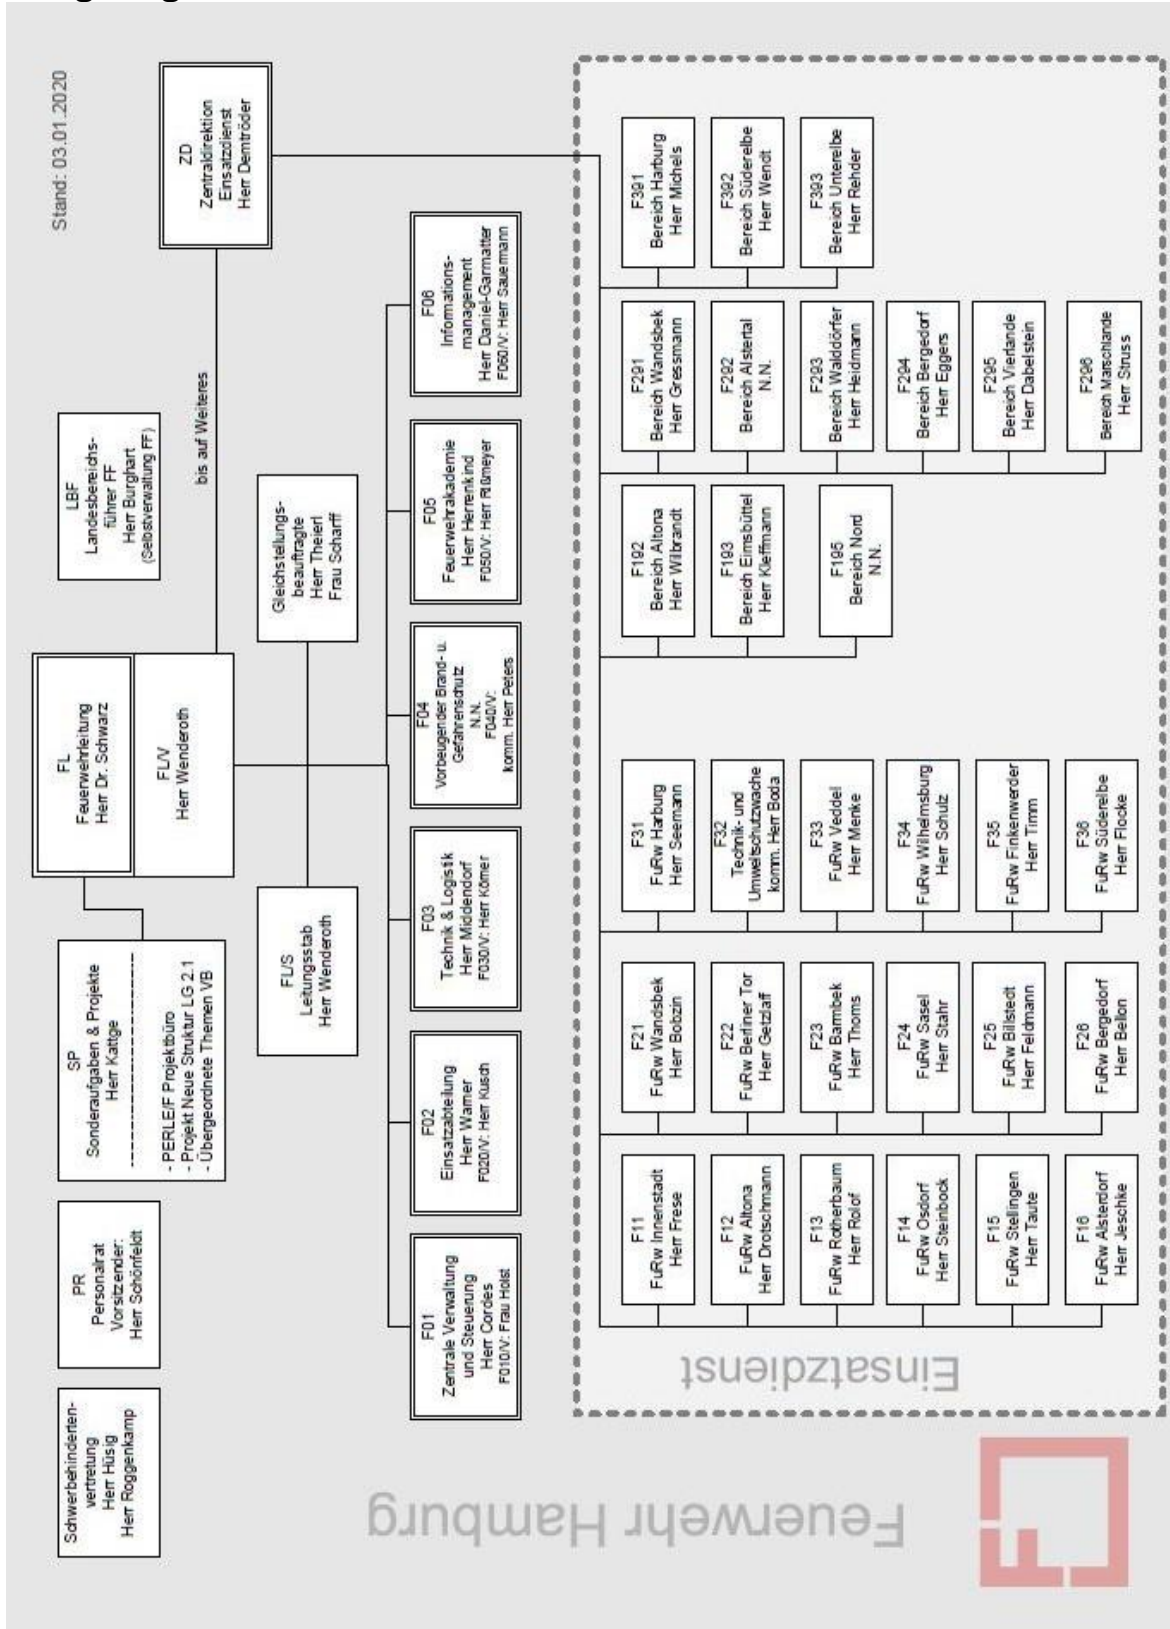 Stand: 03.01.2020
Schwerbehinderten-
vertretung
Herr Hüsig
Herr Roggenkamp
PR
Personalrat
Vorsitzender:
Herr Schönfeldt
SP
Sonderaufgaben & Projekte
Herr Kattge
- PERLE/F Projektbüro
- Projekt Neue Struktur LG 2.1
- Übergeordnete Themen VB
FL
Feuerwehrleitung
Herr Dr. Schwarz
FL/V
Herr Wenderoth
LBF
Landesbereichs-
führer FF
Herr Burghart
(Selbstverwaltung FF)
bis auf Weiteres
ZD
Zentraldirektion
Einsatzdienst
Herr Demtröder
FL/S
Leitungsstab
Herr Wenderoth
Gleichstellungs-
beauftragte
Herr Theierl
Frau Scharff
F01
Zentrale Verwaltung
und Steuerung
Herr Cordes
F010/V: Frau Holst
F02
Einsatzabteilung
Herr Warner
F020/V: Herr Kusch
F03
Technik & Logistik
Herr Middendorf
F030/V: Herr Körner
F04
Vorbeugender Brand- u.
Gefahrenschutz
N.N.
F040/V:
komm. Herr Peters
F05
Feuerwehrakademie
Herr Herrenkind
F050/V: Herr Rißmeyer
F06
Informations-
management
Herr Daniel-Garmatter
F060/V: Herr Sauermann
Feuerwehr Hamburg
F
Einsatzdienst
F11
FuRw Innenstadt
Herr Frese
F12
FuRw Altona
Herr Drotschmann
F13
FuRw Rotherbaum
Herr Rolof
F14
FuRw Osdorf
Herr Steinbock
F15
FuRw Stellingen
Herr Taute
F16
FuRw Alsterdorf
Herr Jeschke
F21
FuRw Wandsbek
Herr Bobzin
F22
FuRw Berliner Tor
Herr Getzlaff
F23
FuRw Barmbek
Herr Thoms
F24
FuRw Sasel
Herr Stahr
F25
FuRw Billstedt
Herr Feldmann
F26
FuRw Bergedorf
Herr Bellon
F31
FuRw Harburg
Herr Seemann
F32
Technik- und
Umweltschutzwache
komm. Herr Boda
F33
FuRw Veddel
Herr Menke
F34
FuRw Wilhelmsburg
Herr Schulz
F35
FuRw Finkenwerder
Herr Timm
F36
FuRw Süderelbe
Herr Flocke
F192
Bereich Altona
Herr Wilbrandt
F193
Bereich Eimsbüttel
Herr Kleffmann
F195
Bereich Nord
N.N.
F291
Bereich Wandsbek
Herr Gressmann
F292
Bereich Alstertal
N.N.
F293
Bereich Walddörfer
Herr Heidmann
F294
Bereich Bergedorf
Herr Eggers
F295
Bereich Vierlande
Herr Dabelstein
F296
Bereich Marschlande
Herr Struss
F391
Bereich Harburg
Herr Michels
F392
Bereich Süderelbe
Herr Wendt
F393
Bereich Unterelbe
Herr Rehder